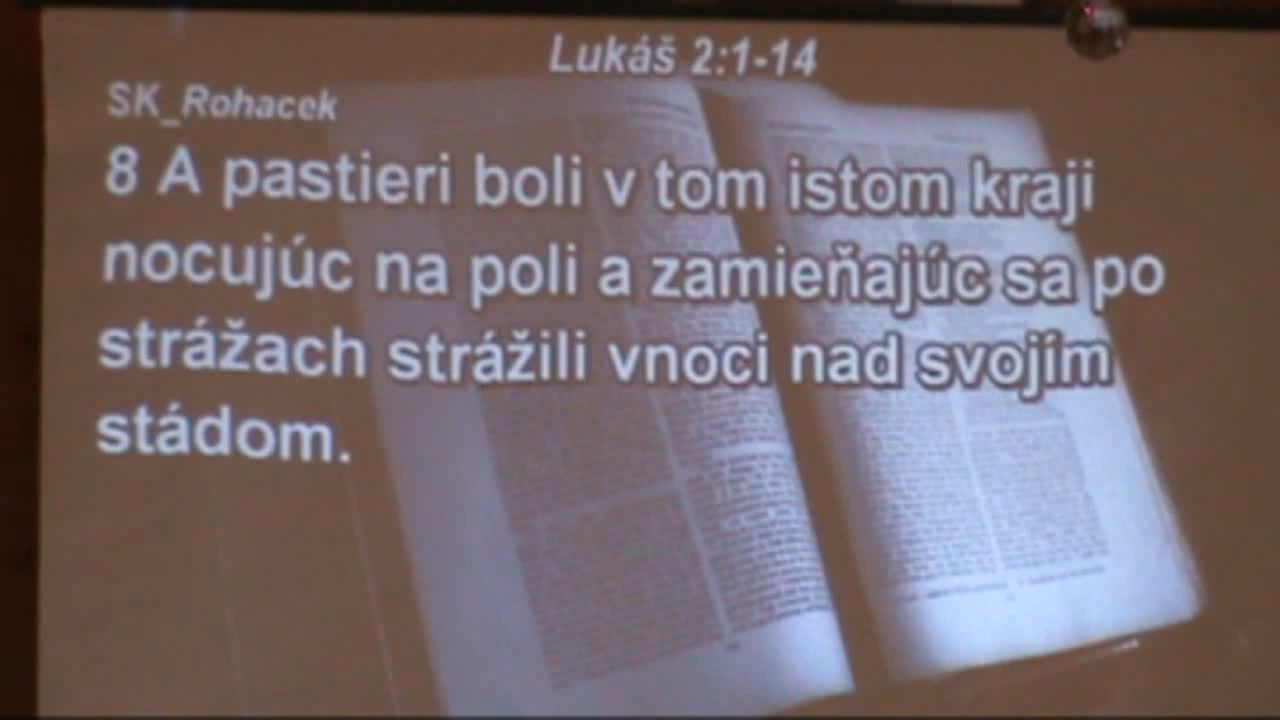 Lukáš 2:1-14
SK_Rohacek
8 A pastieri boli v tom istom kraji
nocujúc na poli a zamieňajúc sa po
strážach strážili vnoci nad svojím
stádom.